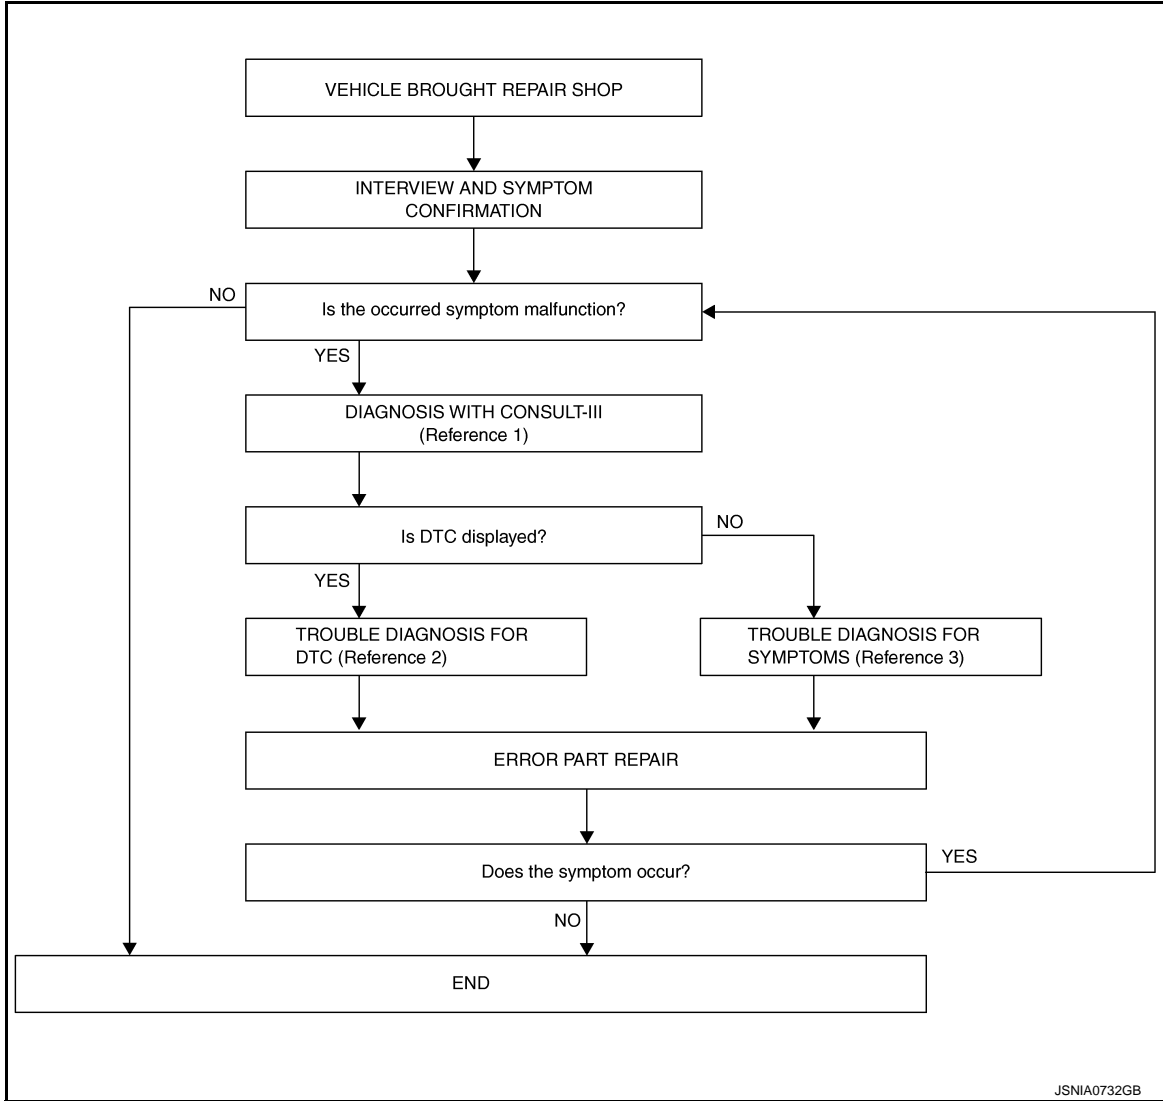 VEHICLE BROUGHT REPAIR SHOP
INTERVIEW AND SYMPTOM
CONFIRMATION
NO
Is the occurred symptom malfunction?
YES
DIAGNOSIS WITH CONSULT-III
(Reference 1)
Is DTC displayed?
NO
YES
TROUBLE DIAGNOSIS FOR
DTC (Reference 2)
TROUBLE DIAGNOSIS FOR
SYMPTOMS (Reference 3)
ERROR PART REPAIR
Does the symptom occur?
YES
NO
END
JSNIA0732GB